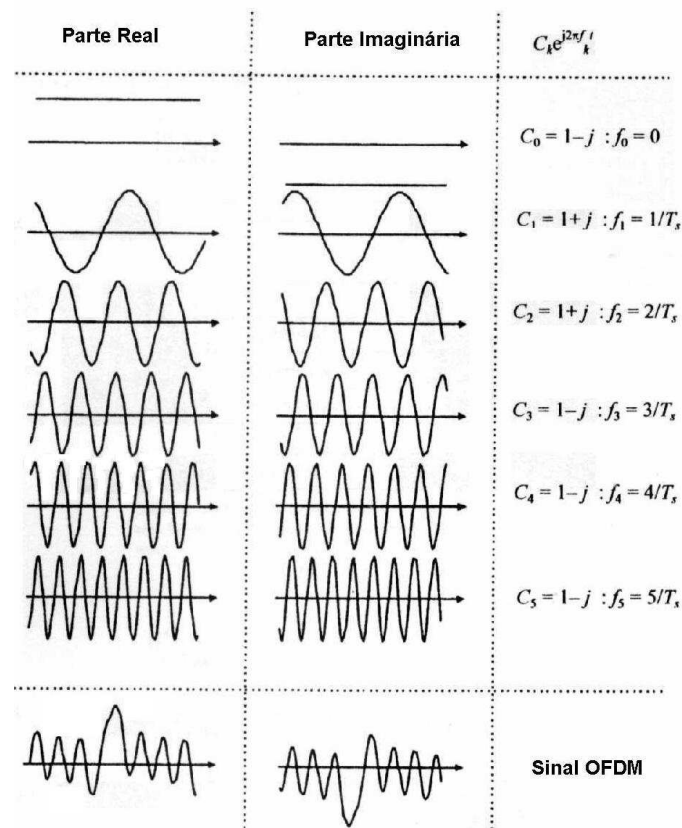 Parte Real
Parte Imaginária
C_k e^{j2πf_k t}
C₀ = 1−j : f₀ = 0
C₁ = 1+j : f₁ = 1/Tₛ
C₂ = 1+j : f₂ = 2/Tₛ
C₃ = 1−j : f₃ = 3/Tₛ
C₄ = 1−j : f₄ = 4/Tₛ
C₅ = 1−j : f₅ = 5/Tₛ
Sinal OFDM